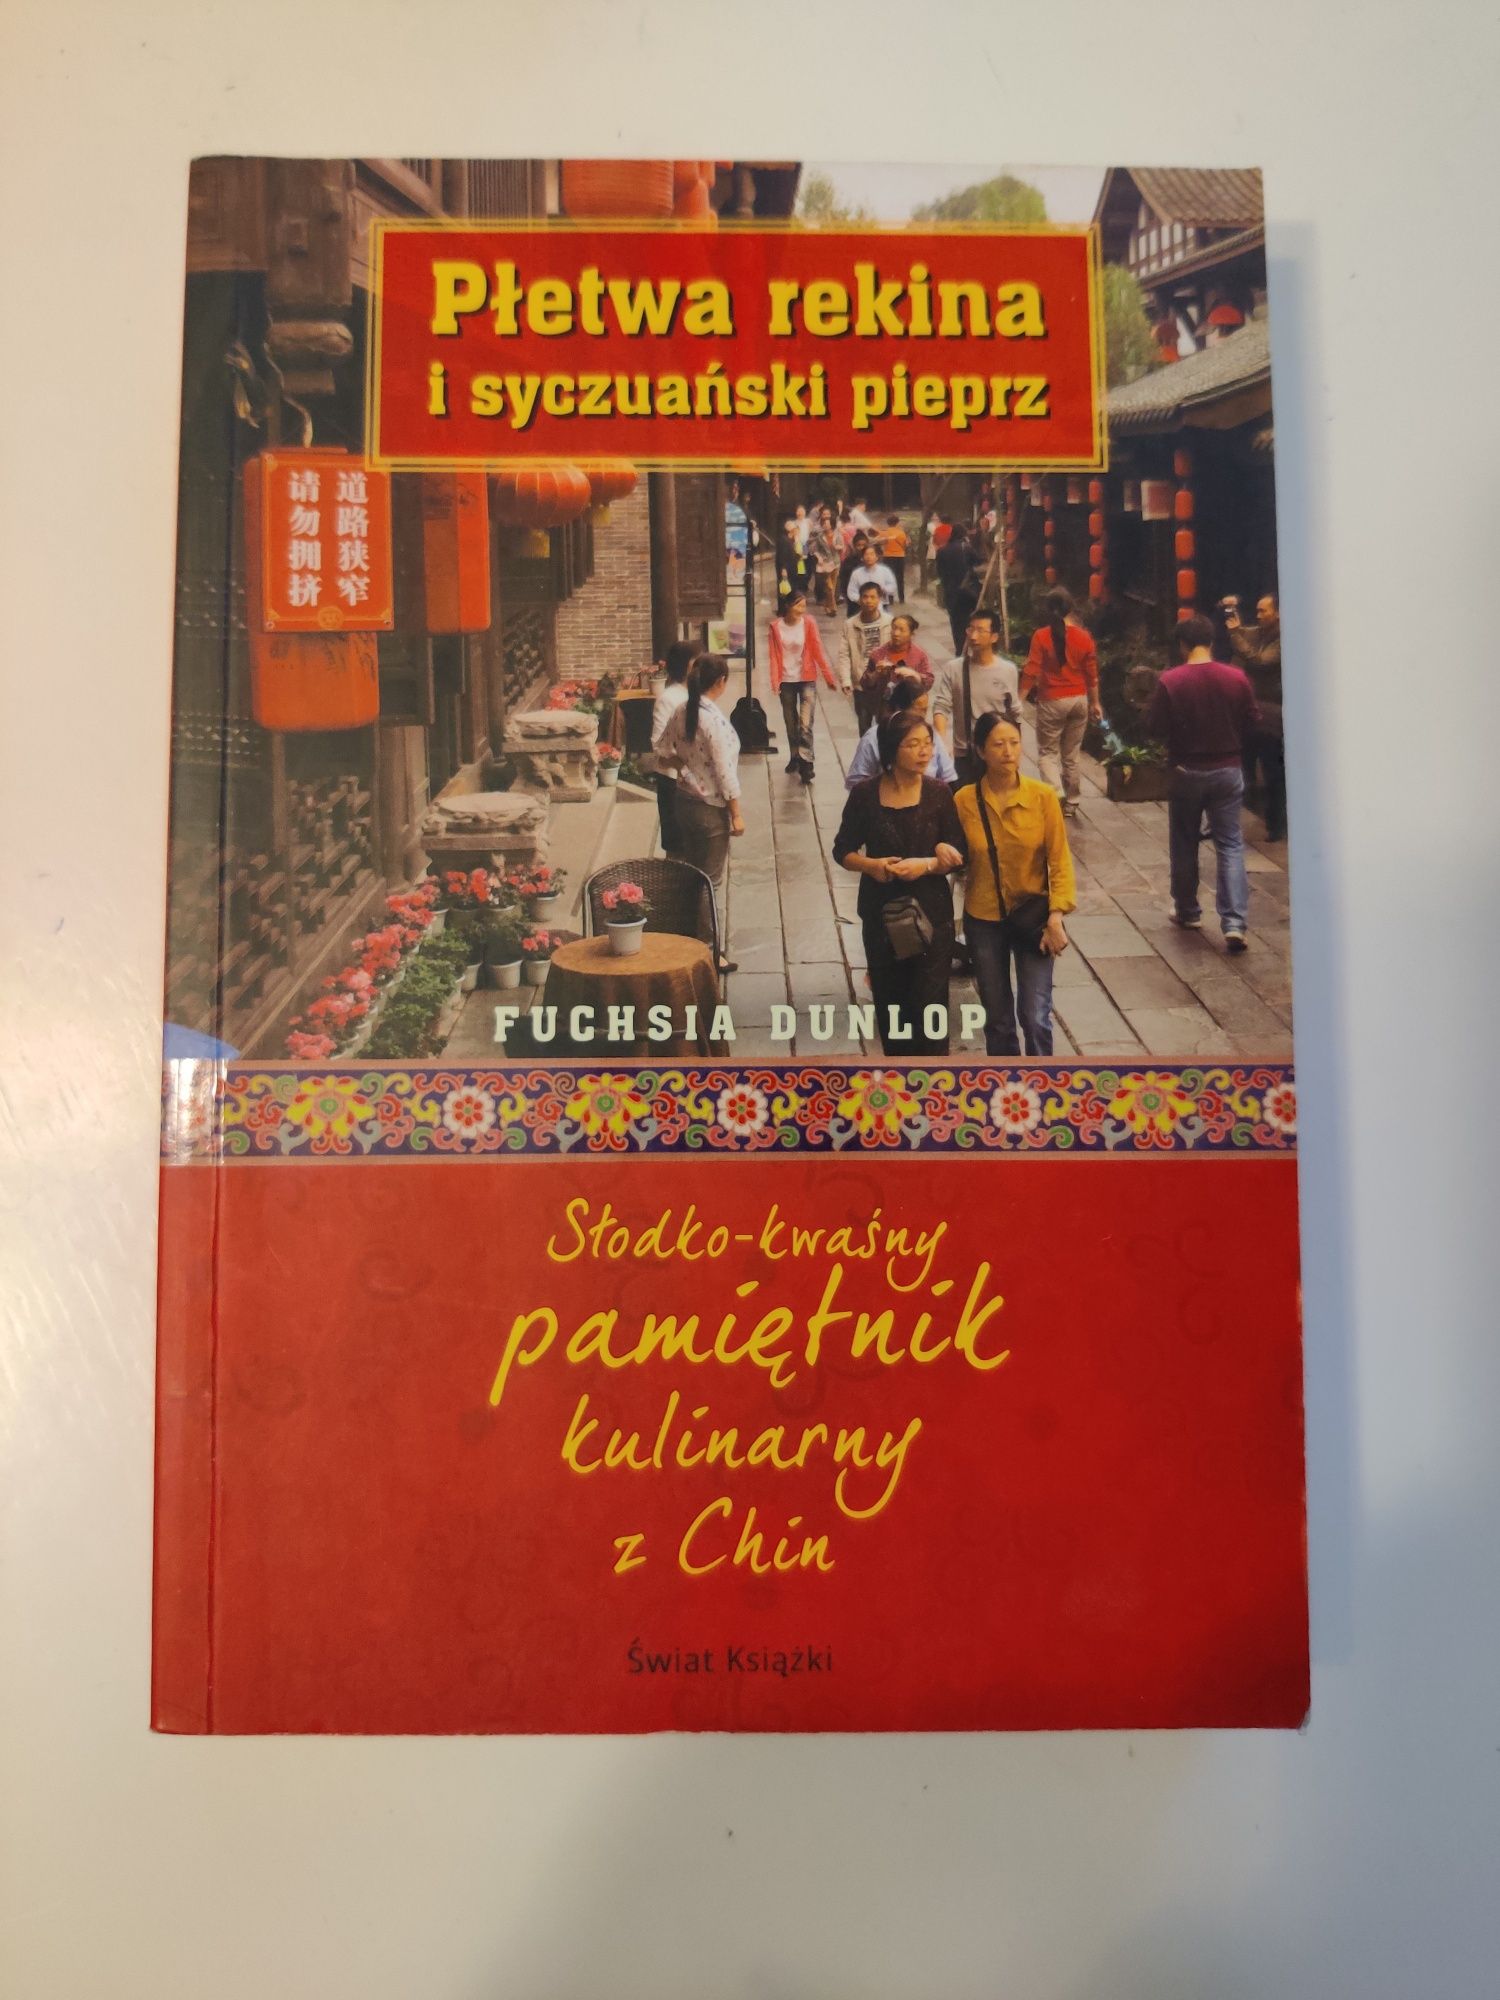 Płetwa rekina
i syczuański pieprz
道路狭窄
请勿拥挤
FUCHSIA DUNLOP
Słodko-kwaśny
pamiętnik
kulinarny
z Chin
Świat Książki